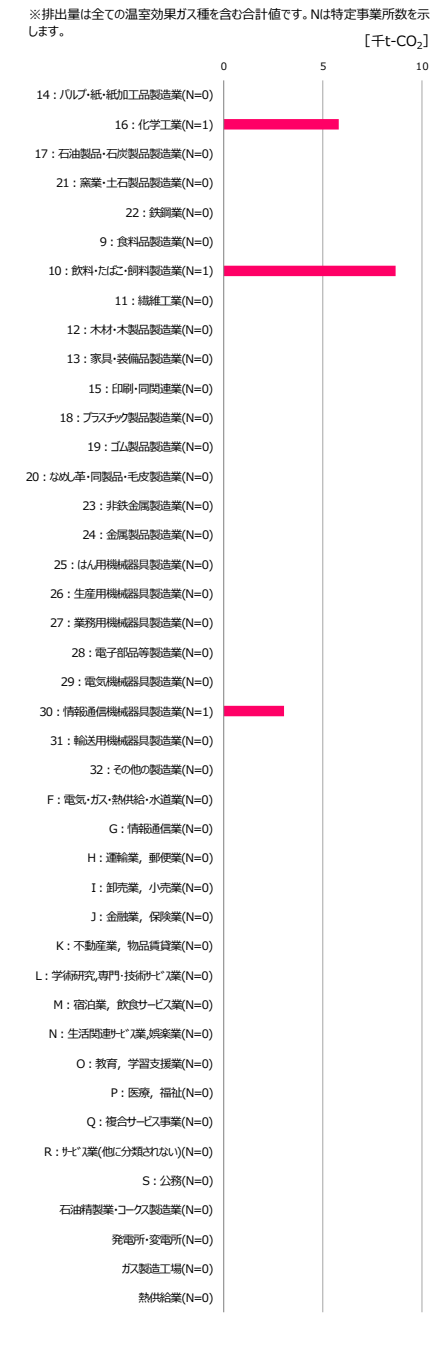 ※排出量は全ての温室効果ガス種を含む合計値です。Nは特定事業所数を示
します。
[千t-CO₂]
0 5 10
14：パルプ・紙・紙加工品製造業(N=0)
16：化学工業(N=1)
17：石油製品・石炭製品製造業(N=0)
21：窯業・土石製品製造業(N=0)
22：鉄鋼業(N=0)
9：食料品製造業(N=0)
10：飲料・たばこ・飼料製造業(N=1)
11：繊維工業(N=0)
12：木材・木製品製造業(N=0)
13：家具・装備品製造業(N=0)
15：印刷・同関連業(N=0)
18：プラスチック製品製造業(N=0)
19：ゴム製品製造業(N=0)
20：なめし革・同製品・毛皮製造業(N=0)
23：非鉄金属製造業(N=0)
24：金属製品製造業(N=0)
25：はん用機械器具製造業(N=0)
26：生産用機械器具製造業(N=0)
27：業務用機械器具製造業(N=0)
28：電子部品等製造業(N=0)
29：電気機械器具製造業(N=0)
30：情報通信機械器具製造業(N=1)
31：輸送用機械器具製造業(N=0)
32：その他の製造業(N=0)
F：電気・ガス・熱供給・水道業(N=0)
G：情報通信業(N=0)
H：運輸業，郵便業(N=0)
I：卸売業，小売業(N=0)
J：金融業，保険業(N=0)
K：不動産業，物品賃貸業(N=0)
L：学術研究,専門・技術ｻｰﾋﾞｽ業(N=0)
M：宿泊業，飲食サービス業(N=0)
N：生活関連ｻｰﾋﾞｽ業,娯楽業(N=0)
O：教育，学習支援業(N=0)
P：医療，福祉(N=0)
Q：複合サービス事業(N=0)
R：ｻｰﾋﾞｽ業(他に分類されない)(N=0)
S：公務(N=0)
石油精製業・コークス製造業(N=0)
発電所・変電所(N=0)
ガス製造工場(N=0)
熱供給業(N=0)